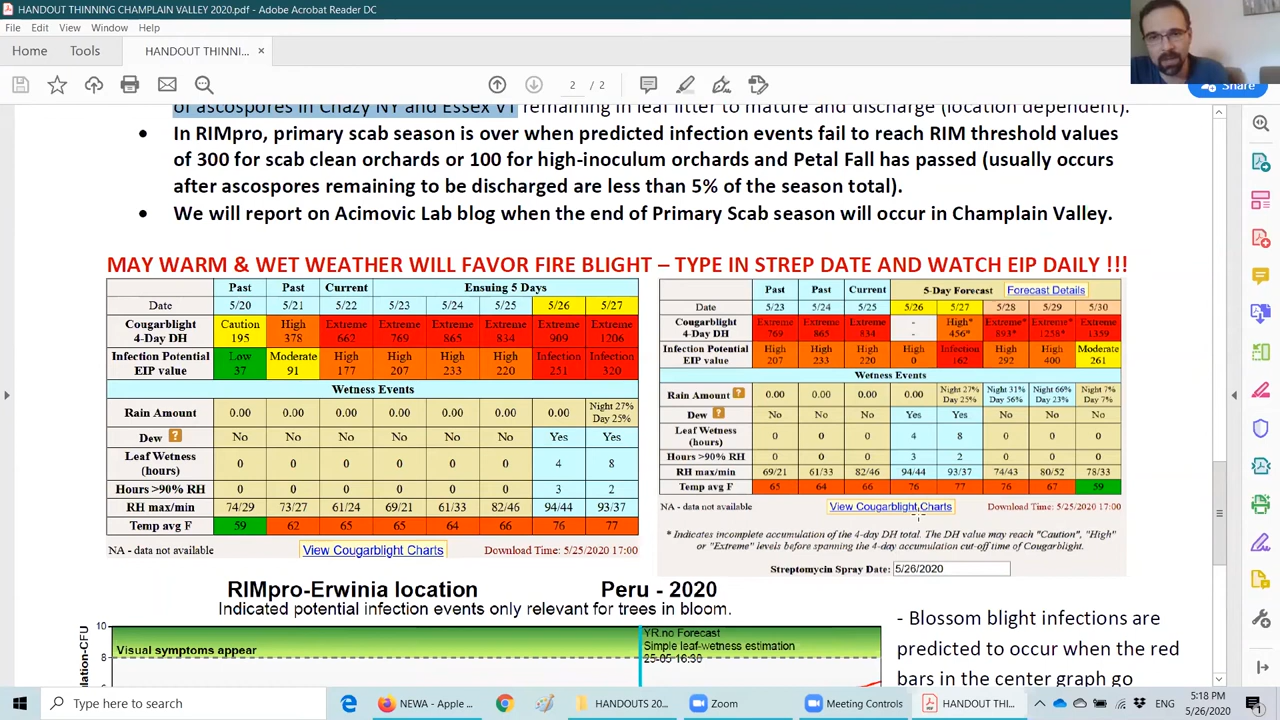 HANDOUT THINNING CHAMPLAIN VALLEY 2020.pdf - Adobe Acrobat Reader DC
File Edit View Window Help
Home Tools HANDOUT THINNI... ×
2 / 2 Share
of ascospores in Chazy NY and Essex VT remaining in leaf litter to mature and discharge (location dependent).
• In RIMpro, primary scab season is over when predicted infection events fail to reach RIM threshold values
of 300 for scab clean orchards or 100 for high-inoculum orchards and Petal Fall has passed (usually occurs
after ascospores remaining to be discharged are less than 5% of the season total).
• We will report on Acimovic Lab blog when the end of Primary Scab season will occur in Champlain Valley.
MAY WARM & WET WEATHER WILL FAVOR FIRE BLIGHT – TYPE IN STREP DATE AND WATCH EIP DAILY !!!
Past Past Current Ensuing 5 Days
Date 5/20 5/21 5/22 5/23 5/24 5/25 5/26 5/27
Cougarblight Caution High Extreme Extreme Extreme Extreme Extreme Extreme
4-Day DH 195 378 662 769 865 834 909 1206
Infection Potential Low Moderate High High High High Infection Infection
EIP value 37 91 177 207 233 220 251 320
Wetness Events
Rain Amount 0.00 0.00 0.00 0.00 0.00 0.00 0.00 Night 27%
Day 25%
Dew ? No No No No No No Yes Yes
Leaf Wetness
(hours) 0 0 0 0 0 0 4 8
Hours >90% RH 0 0 0 0 0 0 3 2
RH max/min 74/29 73/27 61/24 69/21 61/33 82/46 94/44 93/37
Temp avg F 59 62 65 65 64 66 76 77
NA - data not available View Cougarblight Charts Download Time: 5/25/2020 17:00
Past Past Current 5-Day Forecast Forecast Details
Date 5/23 5/24 5/25 5/26 5/27 5/28 5/29 5/30
Cougarblight Extreme Extreme Extreme - High* Extreme* Extreme* Extreme
4-Day DH 769 865 834 - 456* 893* 1258* 1359
Infection Potential High High High High Infection High High Moderate
EIP value 207 233 220 0 162 292 400 261
Wetness Events
Rain Amount ? 0.00 0.00 0.00 0.00 Night 27% Night 31% Night 66% Night 7%
Day 25% Day 56% Day 23% Day 7%
Dew ? No No No Yes Yes No No No
Leaf Wetness
(hours) 0 0 0 4 8 0 0 0
Hours >90% RH 0 0 0 3 2 0 0 0
RH max/min 69/21 61/33 82/46 94/44 93/37 74/43 80/52 78/33
Temp avg F 65 64 66 76 77 76 67 59
NA - data not available View Cougarblight Charts Download Time: 5/25/2020 17:00
* Indicates incomplete accumulation of the 4-day DH total. The DH value may reach "Caution", "High"
or "Extreme" levels before spanning the 4-day accumulation cut-off time of Cougarblight.
Streptomycin Spray Date: 5/26/2020
RIMpro-Erwinia location Peru - 2020
Indicated potential infection events only relevant for trees in bloom.
10
YR.no Forecast
Visual symptoms appear
Simple leaf-wetness estimation
8
25-05 16:30
ulation-CFU
- Blossom blight infections are
predicted to occur when the red
bars in the center graph go
Type here to search NEWA - Apple ... HANDOUTS 20... Zoom Meeting Controls HANDOUT THI... ENG 5:18 PM
5/26/2020